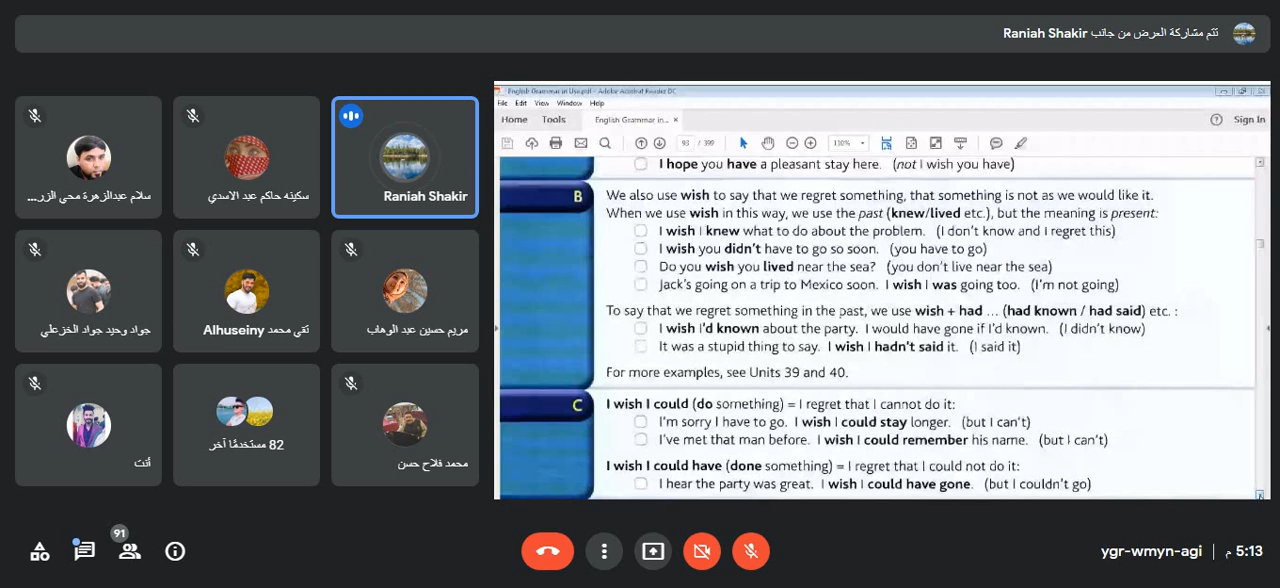 تتم مشاركة العرض من جانب Raniah Shakir
سلام عبدالزهرة محي الزر...
سكينه حاكم عبد الاسدي
Raniah Shakir
جواد وحيد جواد الخزعلي
تقي محمد Alhuseiny
مريم حسين عبد الوهاب
أنت
82 مستخدمًا آخر
محمد فلاح حسن
English Grammar in Use.pdf - Adobe Acrobat Reader DC
File Edit View Window Help
Home Tools English Grammar in... × Sign In
93 / 399 110%
I hope you have a pleasant stay here. (not I wish you have)
B
We also use wish to say that we regret something, that something is not as we would like it.
When we use wish in this way, we use the past (knew/lived etc.), but the meaning is present:
I wish I knew what to do about the problem. (I don't know and I regret this)
I wish you didn't have to go so soon. (you have to go)
Do you wish you lived near the sea? (you don't live near the sea)
Jack's going on a trip to Mexico soon. I wish I was going too. (I'm not going)
To say that we regret something in the past, we use wish + had ... (had known / had said) etc. :
I wish I'd known about the party. I would have gone if I'd known. (I didn't know)
It was a stupid thing to say. I wish I hadn't said it. (I said it)
For more examples, see Units 39 and 40.
C
I wish I could (do something) = I regret that I cannot do it:
I'm sorry I have to go. I wish I could stay longer. (but I can't)
I've met that man before. I wish I could remember his name. (but I can't)
I wish I could have (done something) = I regret that I could not do it:
I hear the party was great. I wish I could have gone. (but I couldn't go)
91
ygr-wmyn-agi | 5:13 م